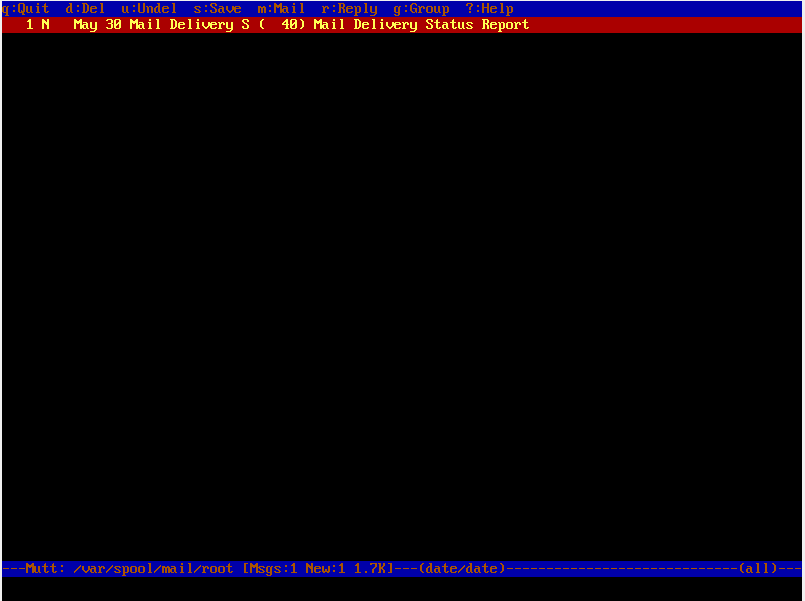 q:Quit  d:Del  u:Undel  s:Save  m:Mail  r:Reply  g:Group  ?:Help
   1 N   May 30 Mail Delivery S (  40) Mail Delivery Status Report
---Mutt: /var/spool/mail/root [Msgs:1 New:1 1.7K]---(date/date)-----------------------------(all)---